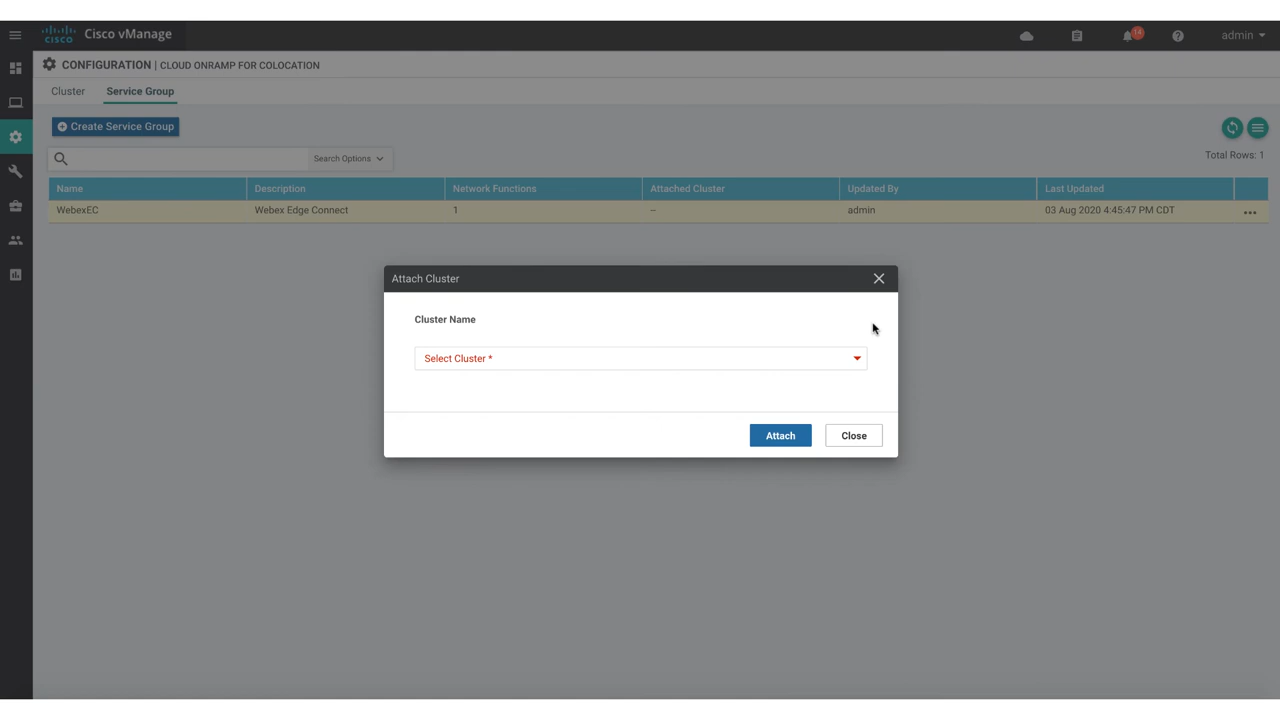 CISCO
Cisco vManage
14
admin
CONFIGURATION | CLOUD ONRAMP FOR COLOCATION
Cluster
Service Group
Create Service Group
Search Options
Total Rows: 1
Name Description Network Functions Attached Cluster Updated By Last Updated
WebexEC Webex Edge Connect 1 -- admin 03 Aug 2020 4:45:47 PM CDT ...
Attach Cluster
Cluster Name
Select Cluster *
Attach
Close